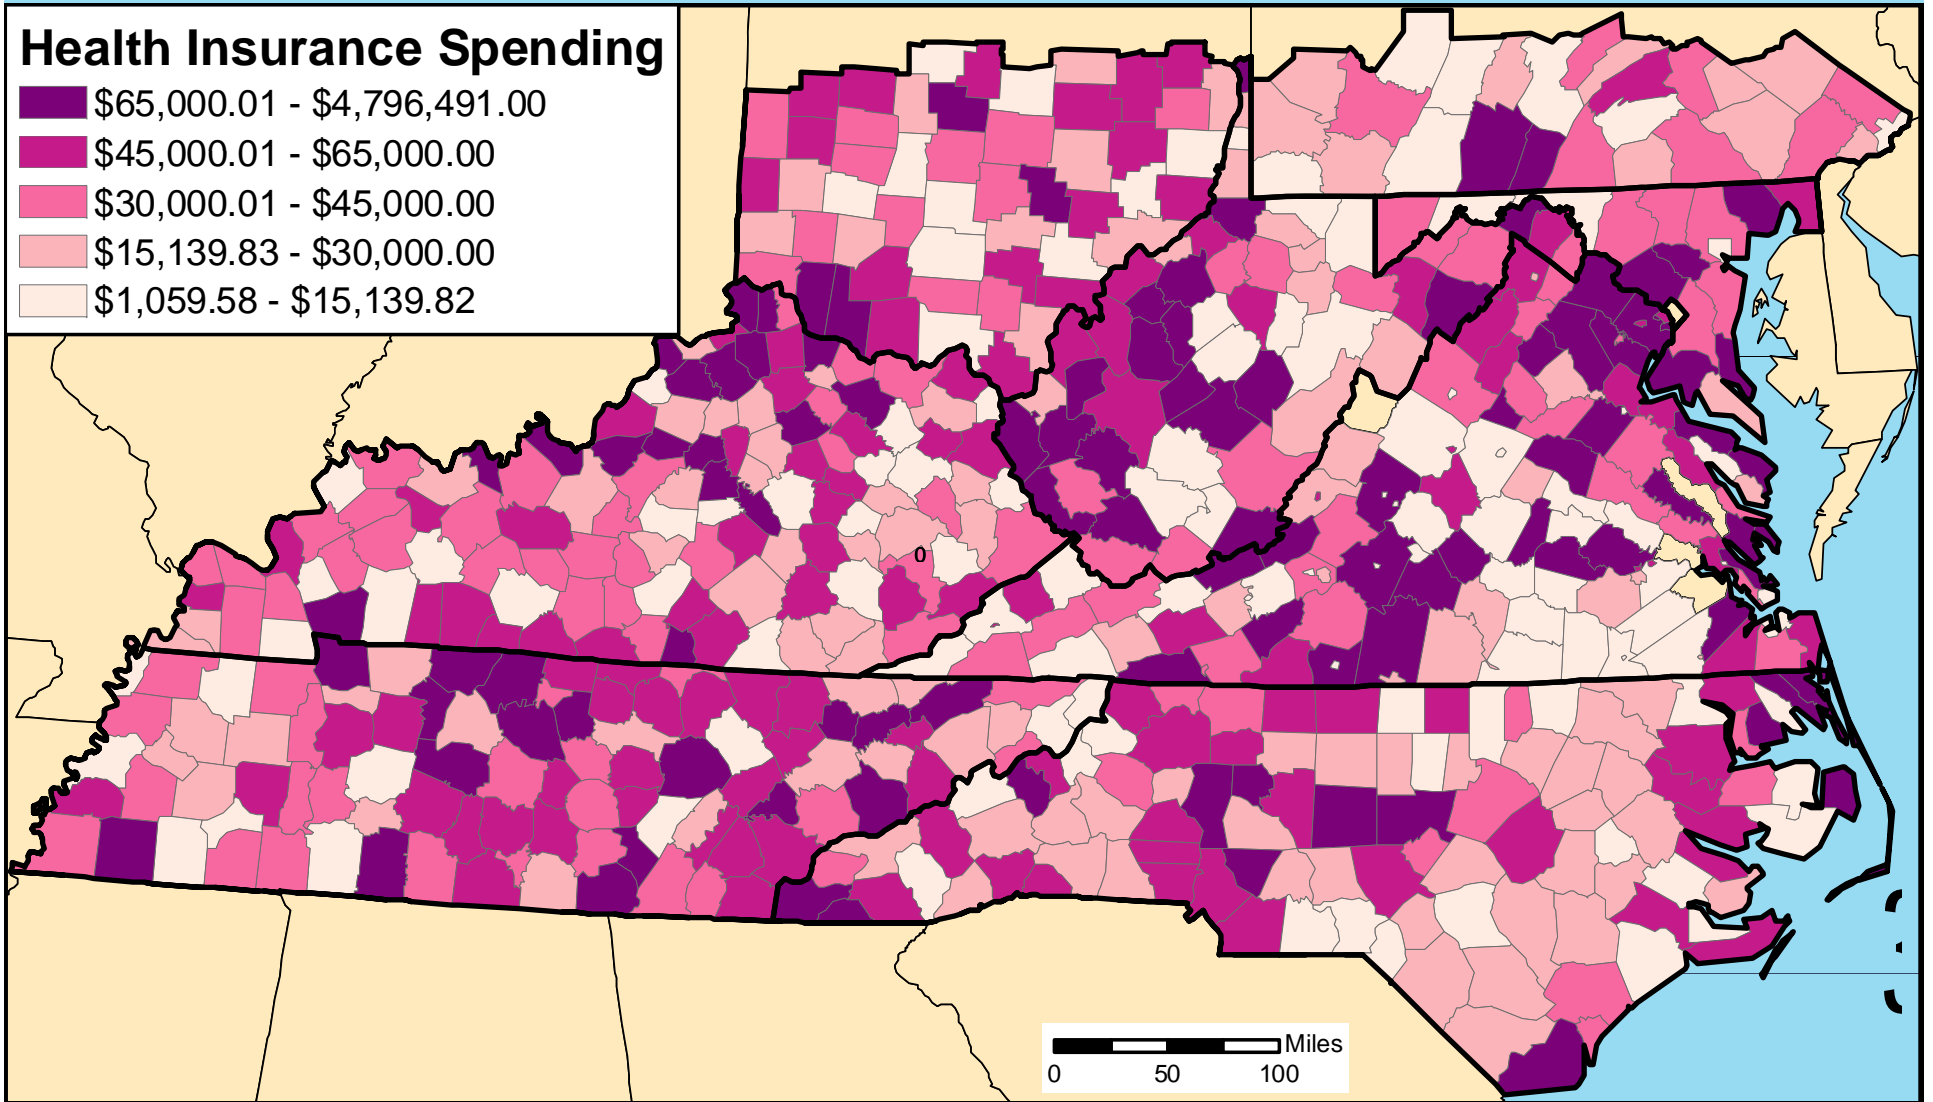 Health Insurance Spending
$65,000.01 - $4,796,491.00
$45,000.01 - $65,000.00
$30,000.01 - $45,000.00
$15,139.83 - $30,000.00
$1,059.58 - $15,139.82
0
Miles
0 50 100